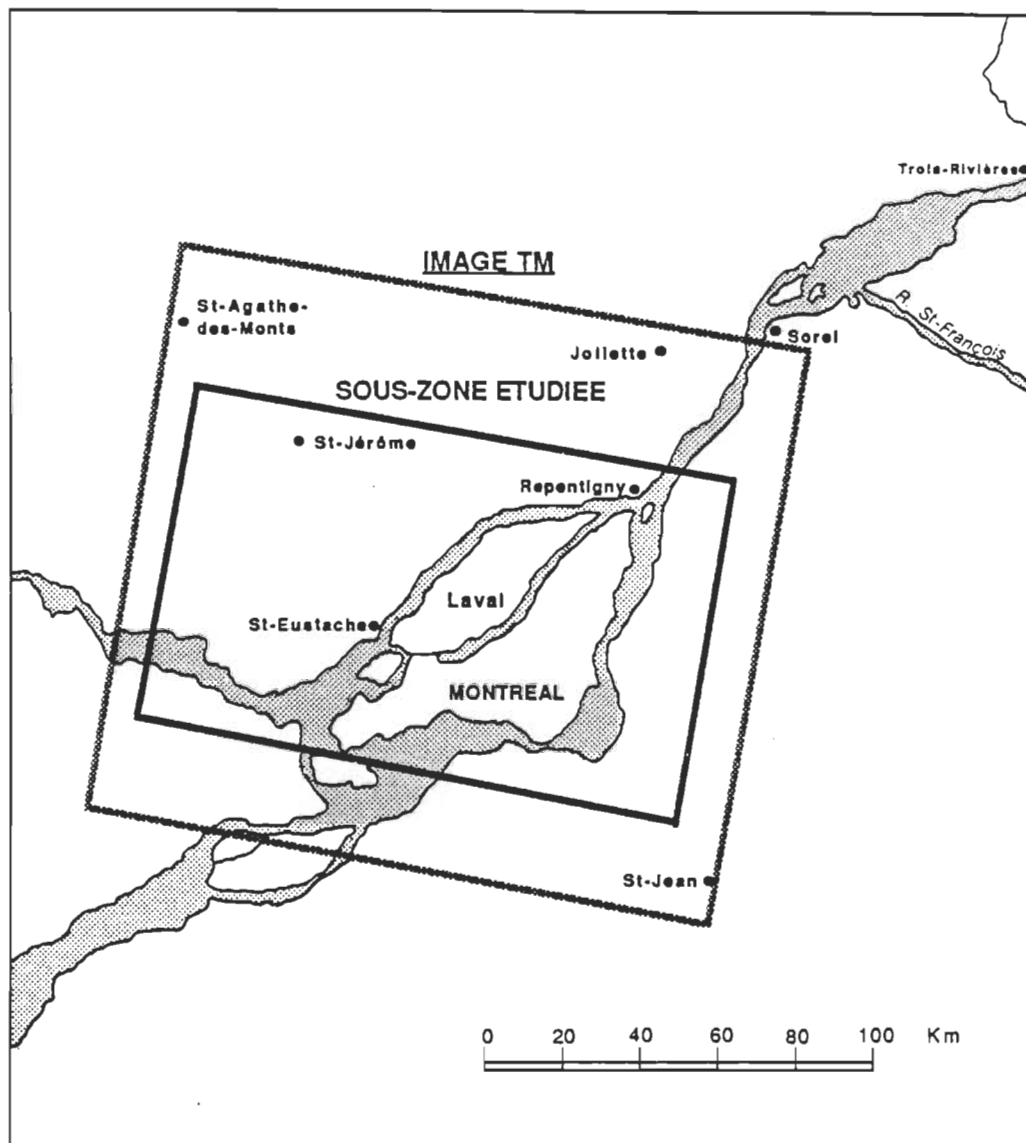 Trois-Rivières
IMAGE TM
St-Agathe-
des-Monts
Sorel
R. St-François
Joliette
SOUS-ZONE ETUDIEE
St-Jérôme
Repentigny
Laval
St-Eustache
MONTREAL
St-Jean
0 20 40 60 80 100 Km